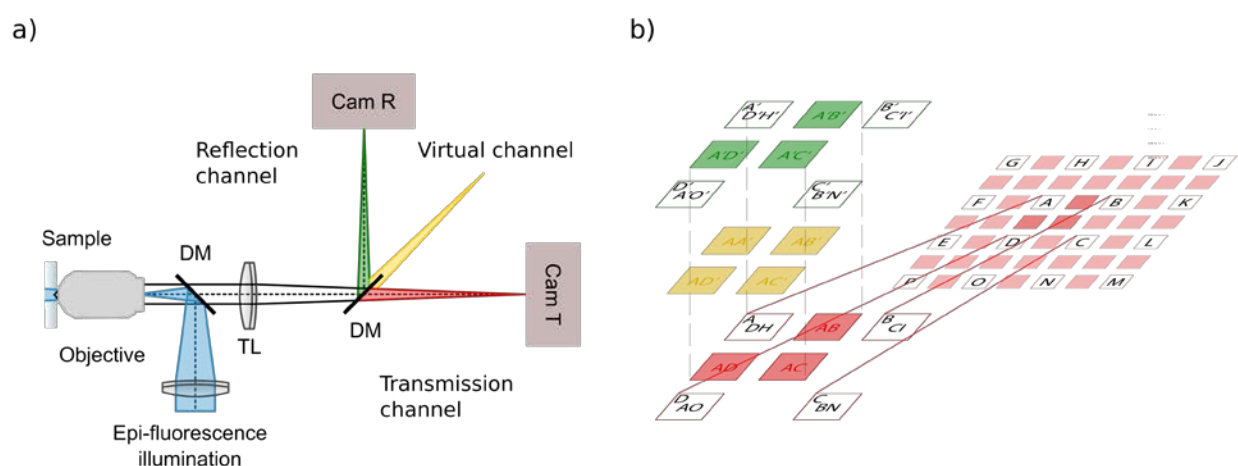 a)
Cam R
Reflection
channel
Virtual channel
Sample
DM
Cam T
DM
TL
Objective
Transmission
channel
Epi-fluorescence
illumination
b)
A' D'H'
A'B'
B' C'I'
A'D'
A'C'
D' A'O'
C' B'N'
AA'
AB'
AD'
AC'
A DH
AB
B CI
AD
AC
D AO
C BN
G H T J
F A B K
E D C L
P O N M